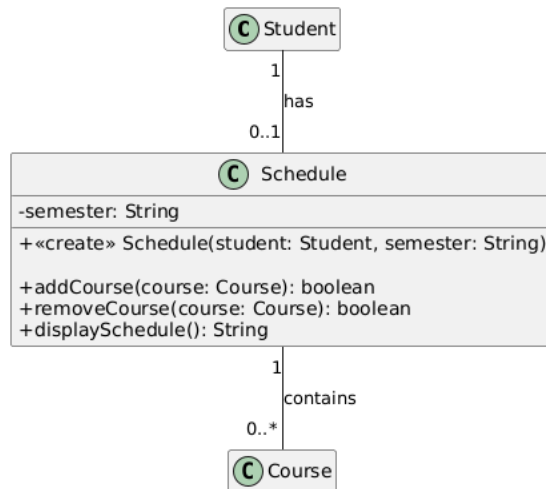 C Student
1
has
0..1
C Schedule
-semester: String
+«create» Schedule(student: Student, semester: String)
+addCourse(course: Course): boolean
+removeCourse(course: Course): boolean
+displaySchedule(): String
1
contains
0..*
C Course